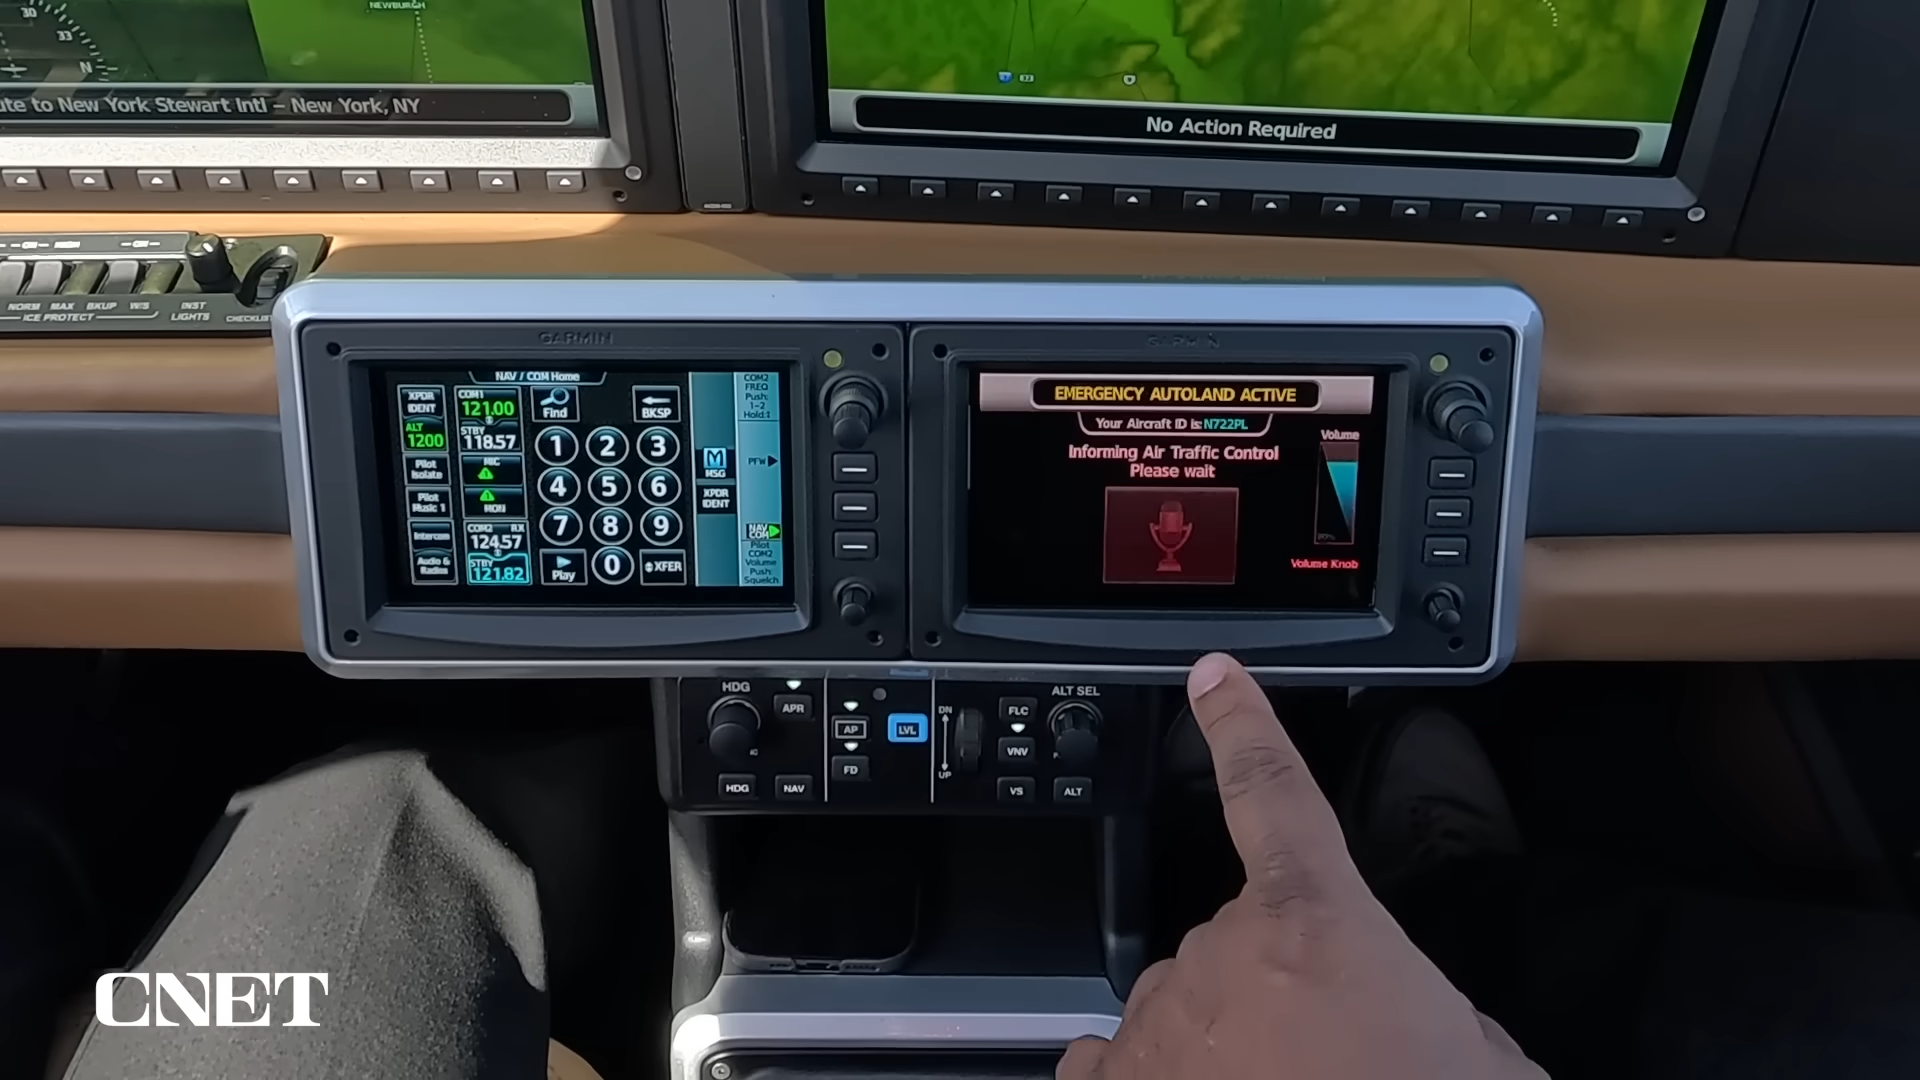 30
33
N
NEWBURGH
ute to New York Stewart Intl – New York, NY
No Action Required
NORM MAX BKUP W/S
ICE PROTECT
INST
LIGHTS
GARMIN
NAV / COM Home
XPDR
IDENT
ALT
1200
Pilot
Isolate
Pilot
Music 1
Intercom
Audio &
Radios
COM1
121.00
STBY
118.57
MIC
MON
COM2 RX
124.57
STBY
121.82
Find
BKSP
1 2 3
4 5 6
7 8 9
Play
0
XFER
MSG
XPDR
IDENT
COM2
FREQ
Push:
1–2
Hold:
PFW
NAV
COM
Pilot
COM2
Volume
Push:
Squelch
GARMIN
EMERGENCY AUTOLAND ACTIVE
Your Aircraft ID is: N722PL
Informing Air Traffic Control
Please wait
Volume
Volume Knob
HDG
APR
HDG
NAV
AP
FD
LVL
DN
UP
FLC
VNV
VS
ALT SEL
ALT
CNET